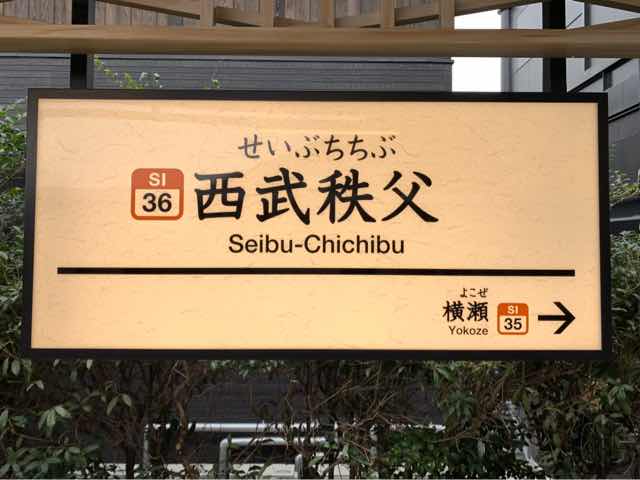 せいぶちちぶ
SI
36
西武秩父
Seibu-Chichibu
よこぜ
横瀬
Yokoze
SI
35
→